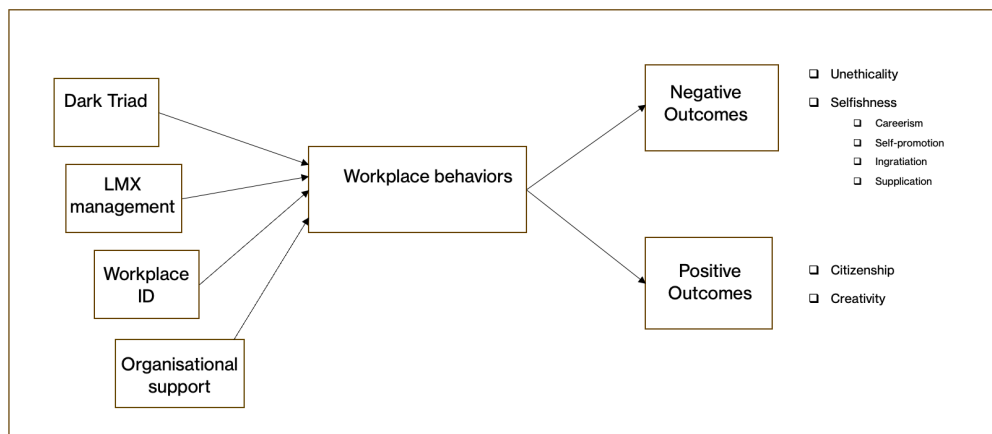 Dark Triad
LMX
management
Workplace
ID
Organisational
support
Workplace behaviors
Negative
Outcomes
❑ Unethicality
❑ Selfishness
❑ Careerism
❑ Self-promotion
❑ Ingratiation
❑ Supplication
Positive
Outcomes
❑ Citizenship
❑ Creativity